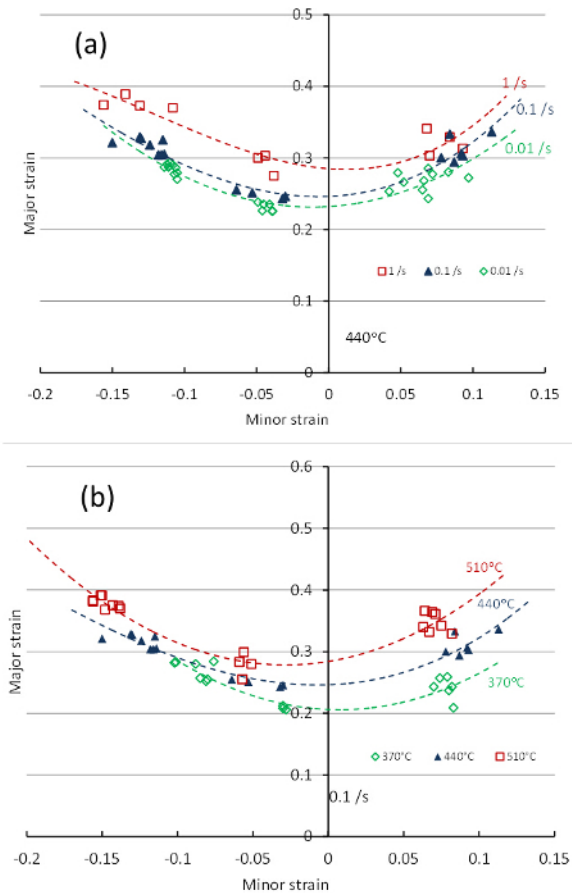 (a)
0.5
0.4
0.3
0.2
0.1
0
1 /s
0.1 /s
0.01 /s
Major strain
1 /s 0.1 /s 0.01 /s
440°C
-0.2 -0.15 -0.1 -0.05 0 0.05 0.1 0.15
Minor strain
(b)
0.6
0.5
0.4
0.3
0.2
0.1
0
510°C
440°C
370°C
Major strain
370°C 440°C 510°C
0.1 /s
-0.2 -0.15 -0.1 -0.05 0 0.05 0.1 0.15
Minor strain